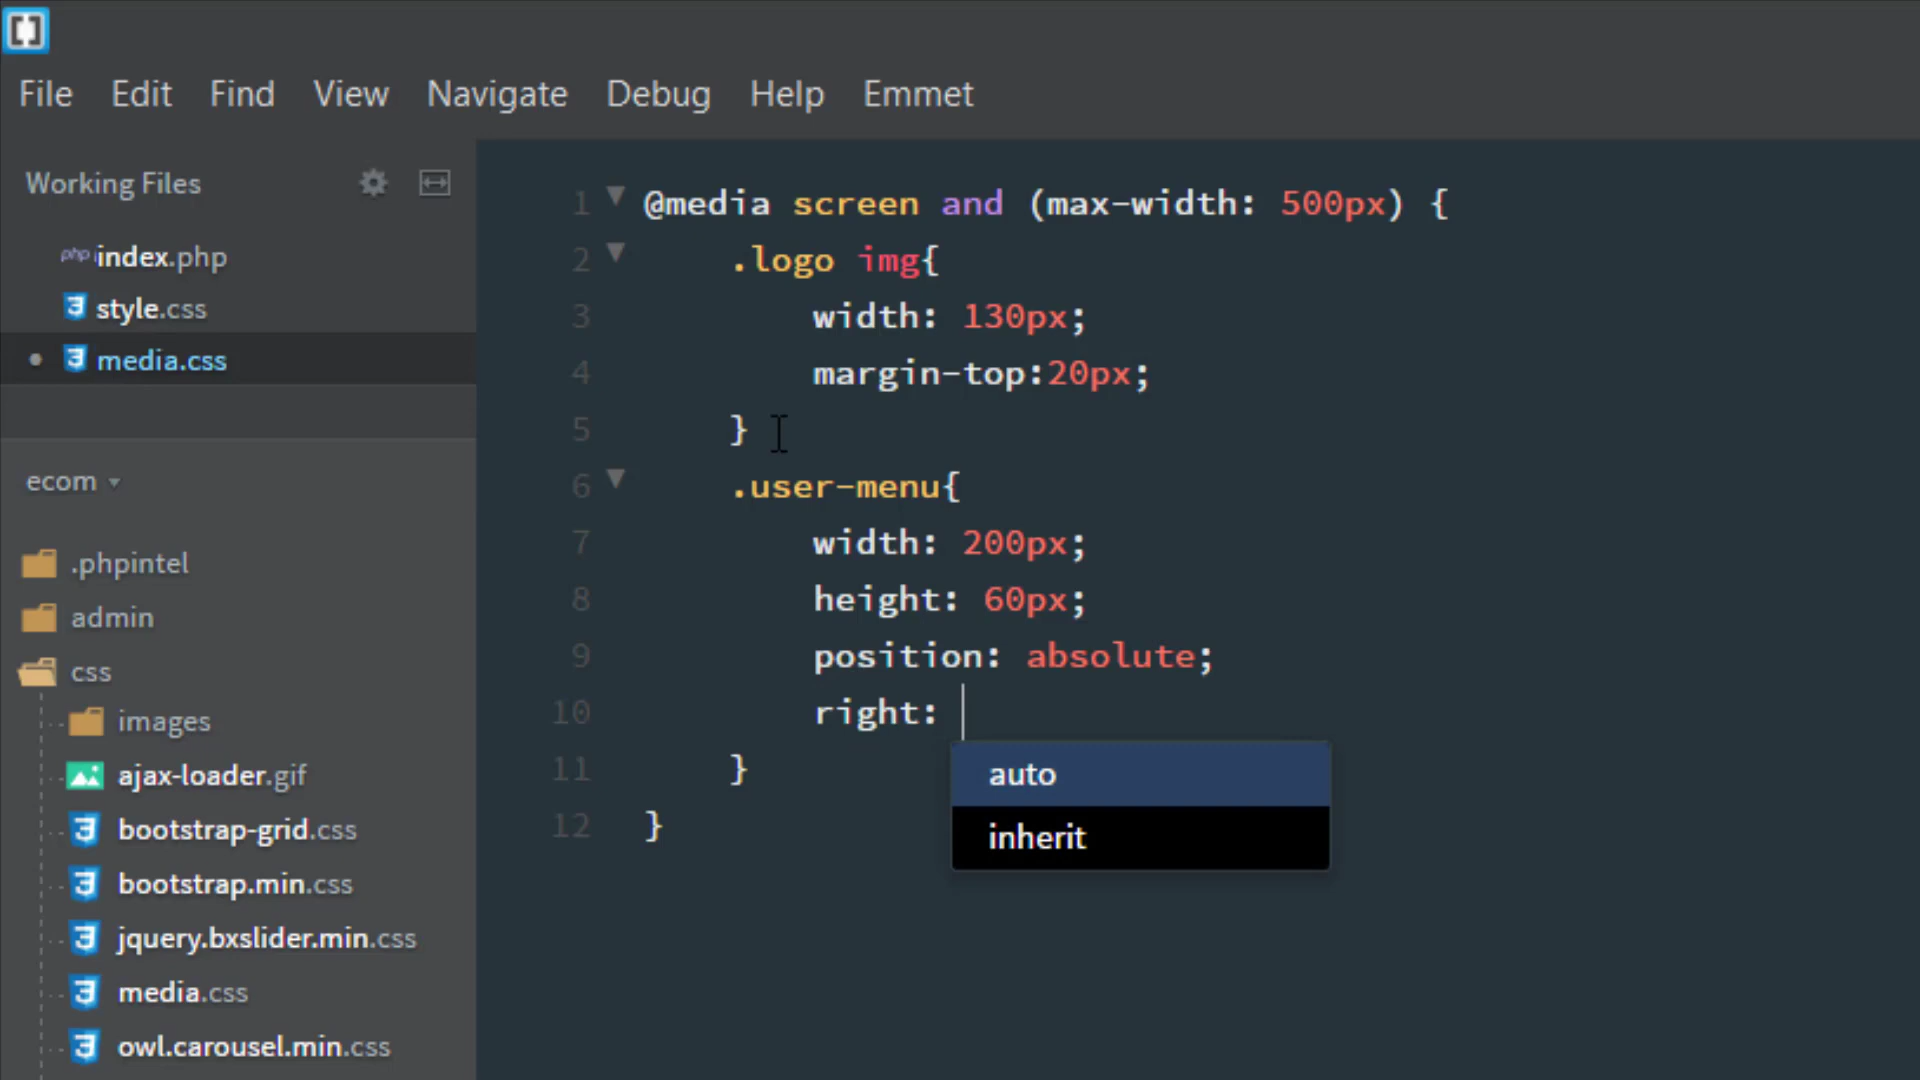 File Edit Find View Navigate Debug Help Emmet
Working Files
php index.php
style.css
media.css
ecom
.phpintel
admin
css
images
ajax-loader.gif
bootstrap-grid.css
bootstrap.min.css
jquery.bxslider.min.css
media.css
owl.carousel.min.css
1 @media screen and (max-width: 500px) {
2 .logo img{
3 width: 130px;
4 margin-top:20px;
5 }
6 .user-menu{
7 width: 200px;
8 height: 60px;
9 position: absolute;
10 right:
11 }
12 }
auto
inherit